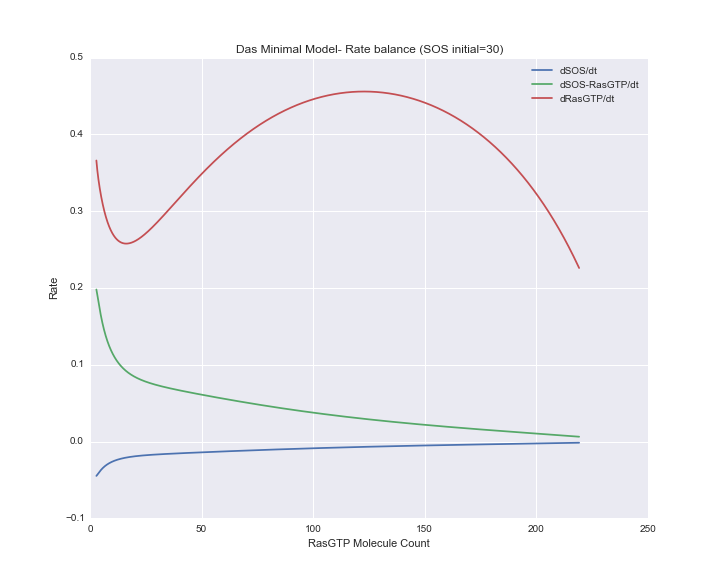 Das Minimal Model- Rate balance (SOS initial=30)
0.5
0.4
0.3
0.2
0.1
0.0
−0.1
Rate
dSOS/dt
dSOS-RasGTP/dt
dRasGTP/dt
0 50 100 150 200 250
RasGTP Molecule Count